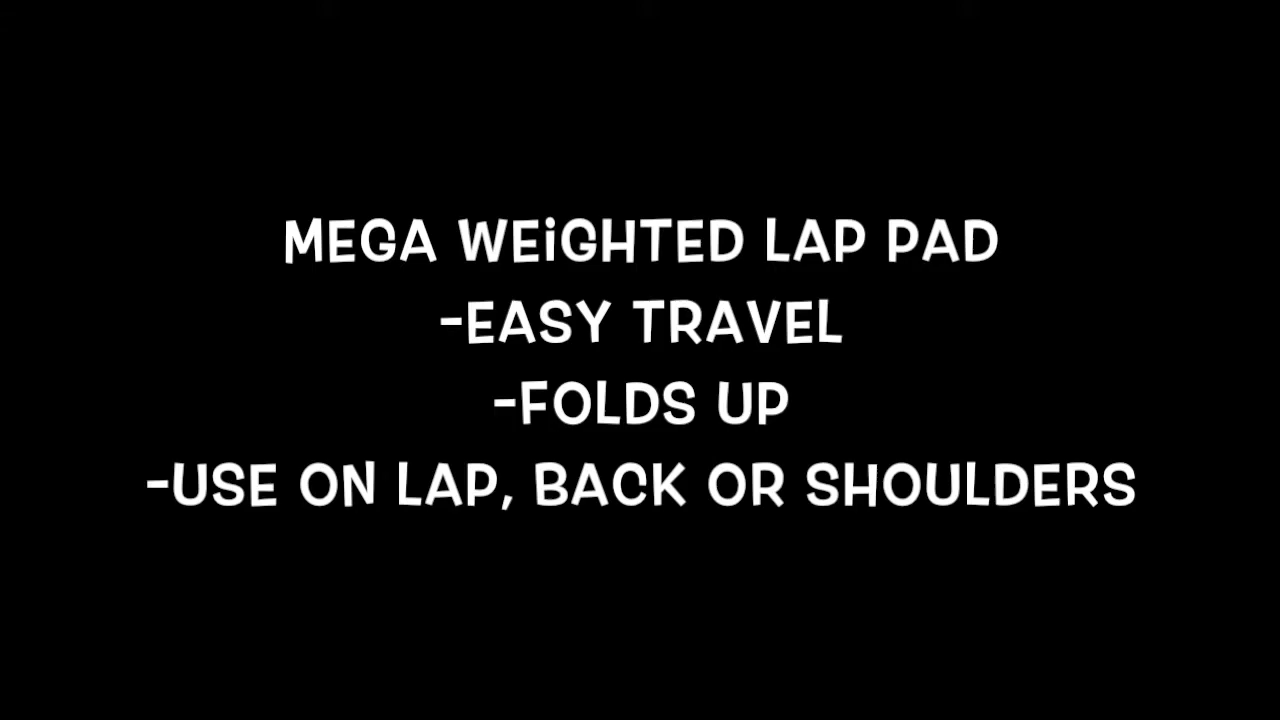 MEGA WEiGHTED LAP PAD
-EASY TRAVEL
-FOLDS UP
-USE ON LAP, BACK OR SHOULDERS